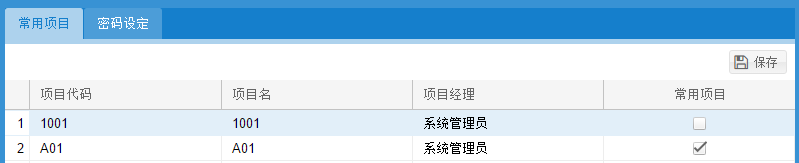 常用项目 密码设定
保存
项目代码 项目名 项目经理 常用项目
1 1001 1001 系统管理员
2 A01 A01 系统管理员